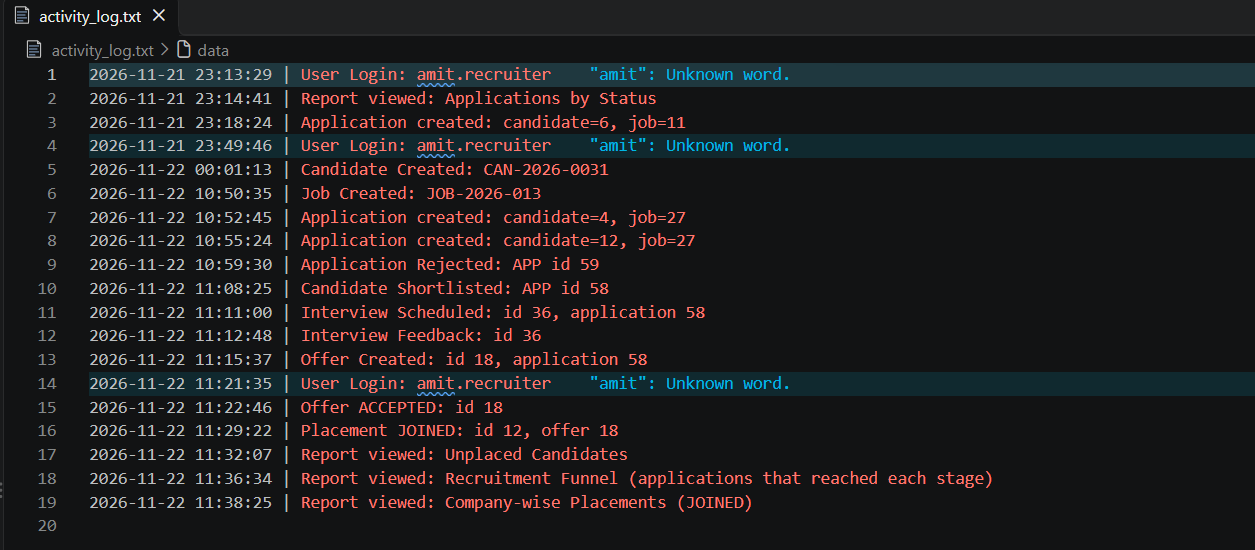 activity_log.txt
activity_log.txt > data
1 2026-11-21 23:13:29 | User Login: amit.recruiter "amit": Unknown word.
2 2026-11-21 23:14:41 | Report viewed: Applications by Status
3 2026-11-21 23:18:24 | Application created: candidate=6, job=11
4 2026-11-21 23:49:46 | User Login: amit.recruiter "amit": Unknown word.
5 2026-11-22 00:01:13 | Candidate Created: CAN-2026-0031
6 2026-11-22 10:50:35 | Job Created: JOB-2026-013
7 2026-11-22 10:52:45 | Application created: candidate=4, job=27
8 2026-11-22 10:55:24 | Application created: candidate=12, job=27
9 2026-11-22 10:59:30 | Application Rejected: APP id 59
10 2026-11-22 11:08:25 | Candidate Shortlisted: APP id 58
11 2026-11-22 11:11:00 | Interview Scheduled: id 36, application 58
12 2026-11-22 11:12:48 | Interview Feedback: id 36
13 2026-11-22 11:15:37 | Offer Created: id 18, application 58
14 2026-11-22 11:21:35 | User Login: amit.recruiter "amit": Unknown word.
15 2026-11-22 11:22:46 | Offer ACCEPTED: id 18
16 2026-11-22 11:29:22 | Placement JOINED: id 12, offer 18
17 2026-11-22 11:32:07 | Report viewed: Unplaced Candidates
18 2026-11-22 11:36:34 | Report viewed: Recruitment Funnel (applications that reached each stage)
19 2026-11-22 11:38:25 | Report viewed: Company-wise Placements (JOINED)
20